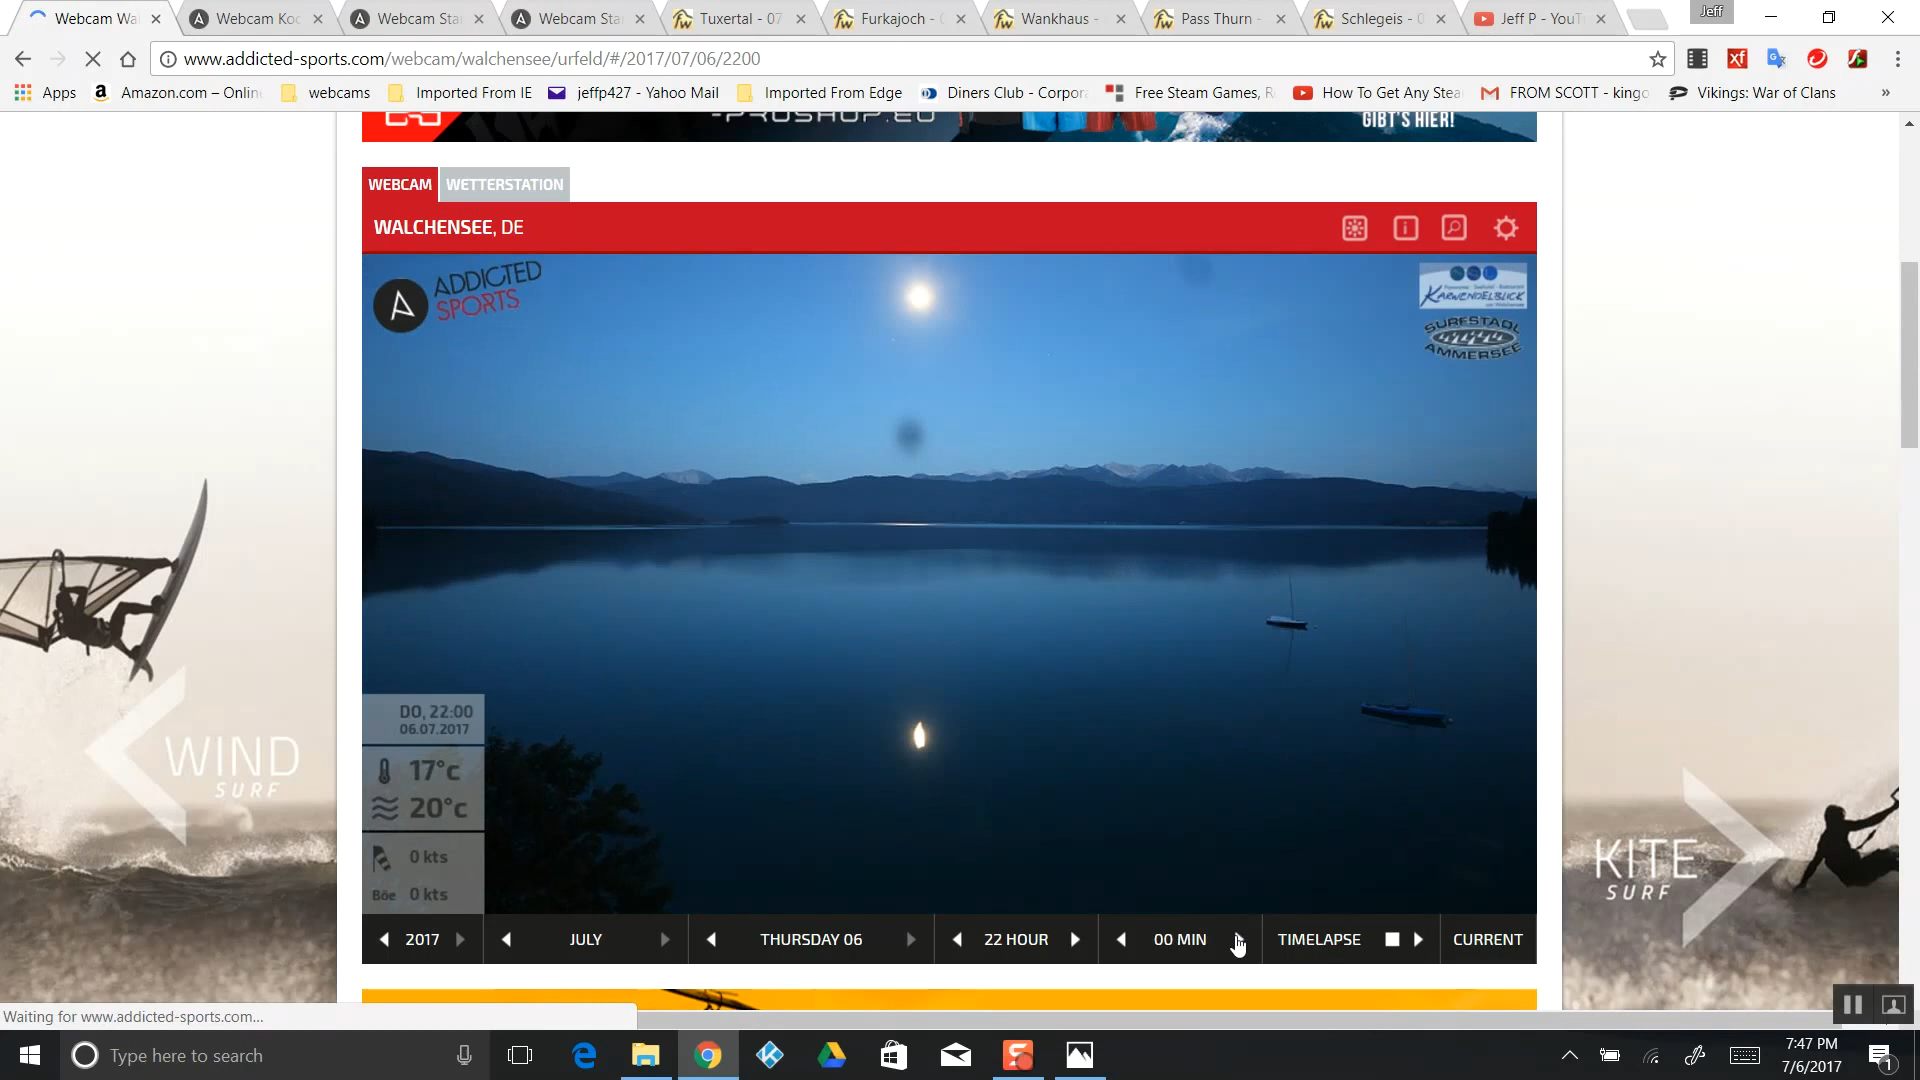 Webcam Wa
Webcam Koc
Webcam Sta
Webcam Sta
Tuxertal - 07
Furkajoch - 0
Wankhaus -
Pass Thurn -
Schlegeis - 0
Jeff P - YouT
Jeff
www.addicted-sports.com/webcam/walchensee/urfeld/#/2017/07/06/2200
Apps
Amazon.com – Onlin
webcams
Imported From IE
jeffp427 - Yahoo Mail
Imported From Edge
Diners Club - Corpor
Free Steam Games, R
How To Get Any Stea
FROM SCOTT - kingo
Vikings: War of Clans
»
-PROSHOP.EU
GIBT'S HIER!
WEBCAM
WETTERSTATION
WALCHENSEE, DE
ADDICTED
SPORTS
KARWENDELBLICK
SURFSTADL
AMMERSEE
DO, 22:00
06.07.2017
17°c
20°c
0 kts
Böe 0 kts
WIND
SURF
KITE
SURF
2017
JULY
THURSDAY 06
22 HOUR
00 MIN
TIMELAPSE
CURRENT
Waiting for www.addicted-sports.com...
Type here to search
7:47 PM
7/6/2017
1